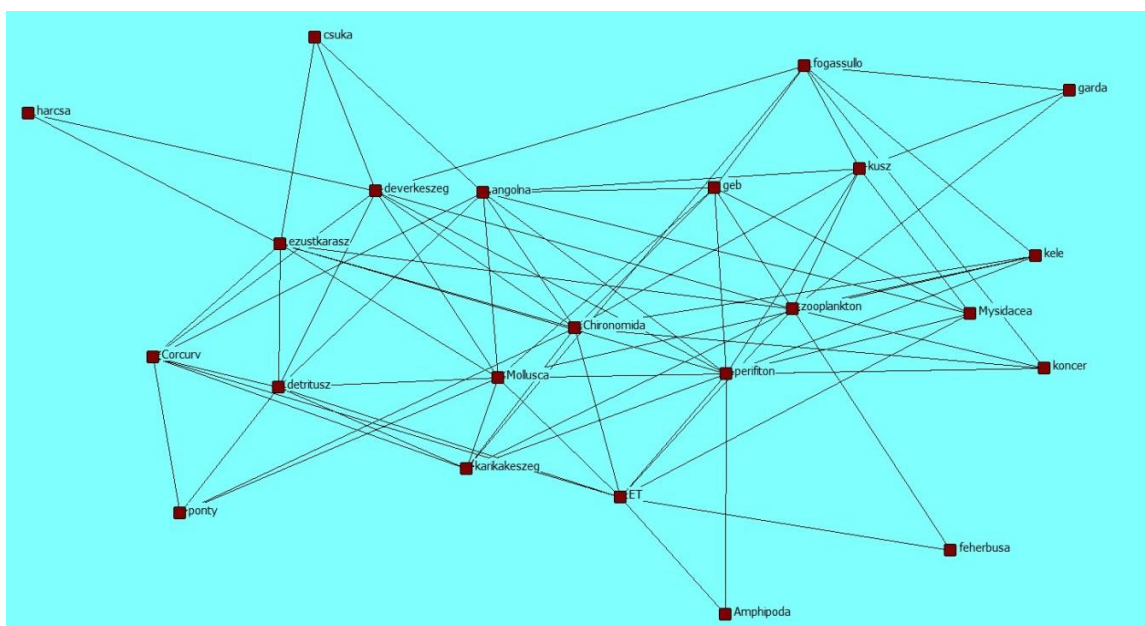 csuka
fogassullo
garda
harcsa
kusz
deverkeszeg
angolna
geb
ezustkarasz
kele
zooplankton
Mysidacea
Chironomida
Corcurv
Mollusca
perifiton
koncer
detritusz
karikakeszeg
EET
ponty
feherbusa
Amphipoda